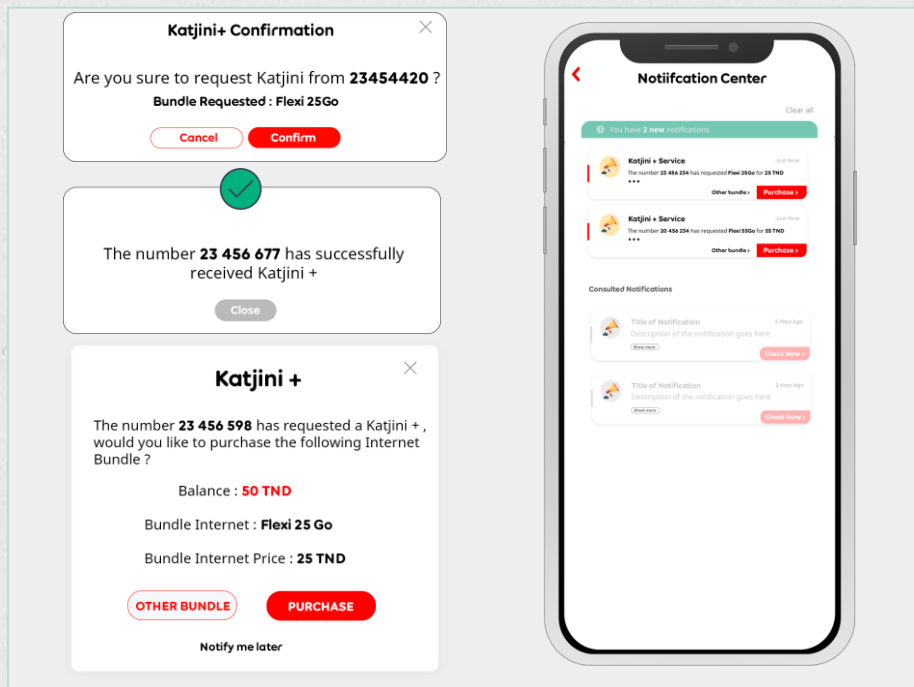 Katjini+ Confirmation
Are you sure to request Katjini from 23454420 ?
Bundle Requested : Flexi 25Go
Cancel
Confirm
The number 23 456 677 has successfully
received Katjini +
Close
Katjini +
The number 23 456 598 has requested a Katjini + ,
would you like to purchase the following Internet
Bundle ?
Balance : 50 TND
Bundle Internet : Flexi 25 Go
Bundle Internet Price : 25 TND
OTHER BUNDLE
PURCHASE
Notify me later
Notiifcation Center
Clear all
You have 2 new notifications
Katjini + Service
Just Now
The number 23 456 234 has requested Flexi 25Go for 25 TND
Other bundle >
Purchase >
Katjini + Service
Just Now
The number 20 456 234 has requested Flexi 55Go for 55 TND
Other bundle >
Purchase >
Consulted Notifications
Title of Notification
Description of the notification goes here
Show more
Check Now >
Title of Notification
2 days Ago
Description of the notification goes here
Show more
Check Now >